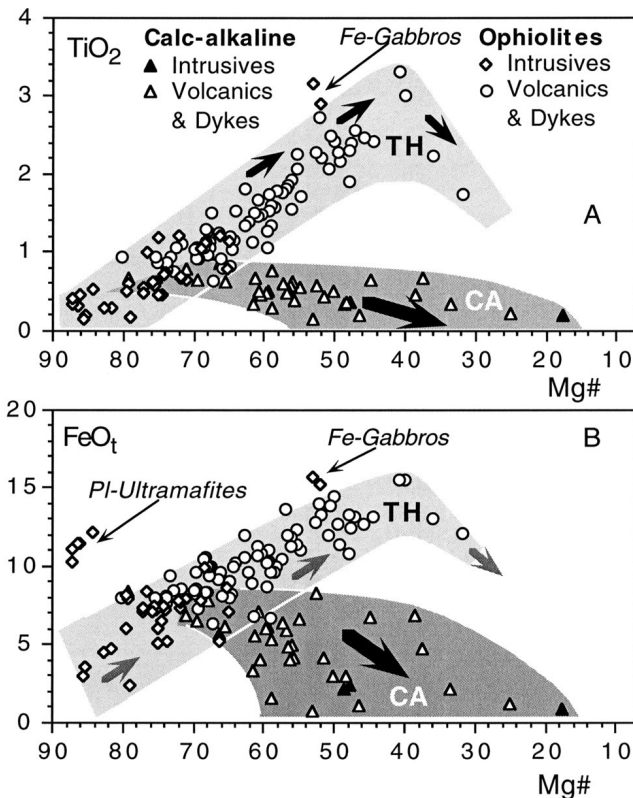 4
TiO2
Calc-alkaline
Intrusives
Volcanics
& Dykes
Fe-Gabbros
Ophiolites
Intrusives
Volcanics
& Dykes
3
TH
2
A
1
CA
0
90 80 70 60 50 40 30 20 10
Mg#
20
FeOt
Fe-Gabbros
B
Pl-Ultramafites
15
TH
10
5
CA
0
90 80 70 60 50 40 30 20 10
Mg#